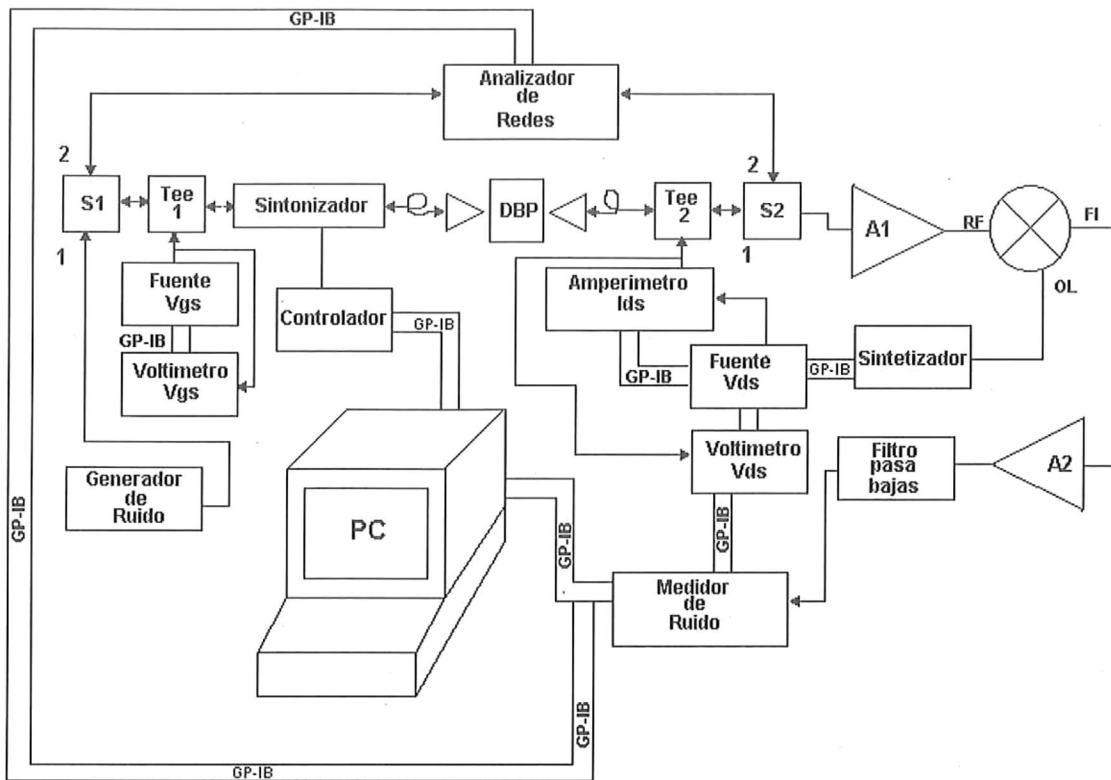 GP-IB
Analizador
de
Redes
2
S1
1
Tee
1
Sintonizador
DBP
Tee
2
2
S2
1
A1
RF
FI
OL
Fuente
Vgs
GP-IB
Voltimetro
Vgs
Controlador
GP-IB
Amperimetro
Ids
GP-IB
Fuente
Vds
GP-IB
Sintetizador
Voltimetro
Vds
Filtro
pasa
bajas
A2
Generador
de
Ruido
PC
GP-IB
GP-IB
GP-IB
Medidor
de
Ruido
GP-IB
GP-IB